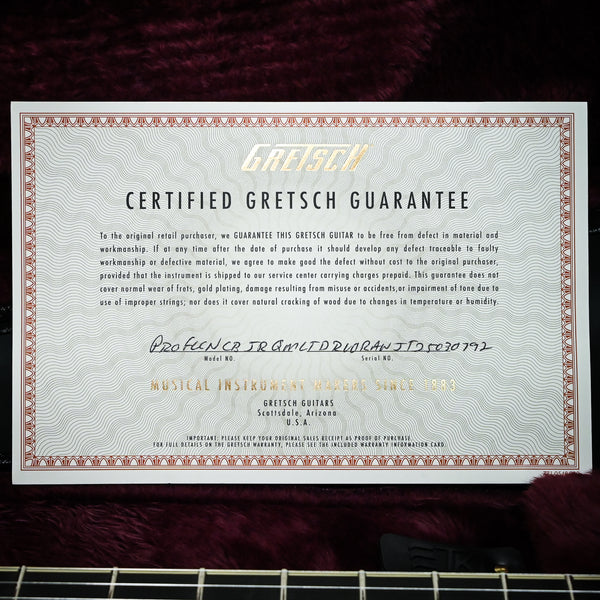 GRETSCH
CERTIFIED GRETSCH GUARANTEE
To the original retail purchaser, we GUARANTEE THIS GRETSCH GUITAR to be free from defect in material and
workmanship. If at any time after the date of purchase it should develop any defect traceable to faulty
workmanship or defective material, we agree to make good the defect without cost to the original purchaser,
provided that the instrument is shipped to our service center carrying charges prepaid. This guarantee does not
cover normal wear of frets, gold plating, damage resulting from misuse or accidents,or impairment of tone due to
use of improper strings; nor does it cover natural cracking of wood due to changes in temperature or humidity.
JT25030792
Model NO. Serial NO.
MUSICAL INSTRUMENT MAKERS SINCE 1883
GRETSCH GUITARS
Scottsdale, Arizona
U.S.A.
IMPORTANT: PLEASE KEEP YOUR ORIGINAL SALES RECEIPT AS PROOF OF PURCHASE.
FOR FULL DETAILS ON THE GRETSCH WARRANTY, PLEASE SEE THE INCLUDED WARRANTY INFORMATION CARD.